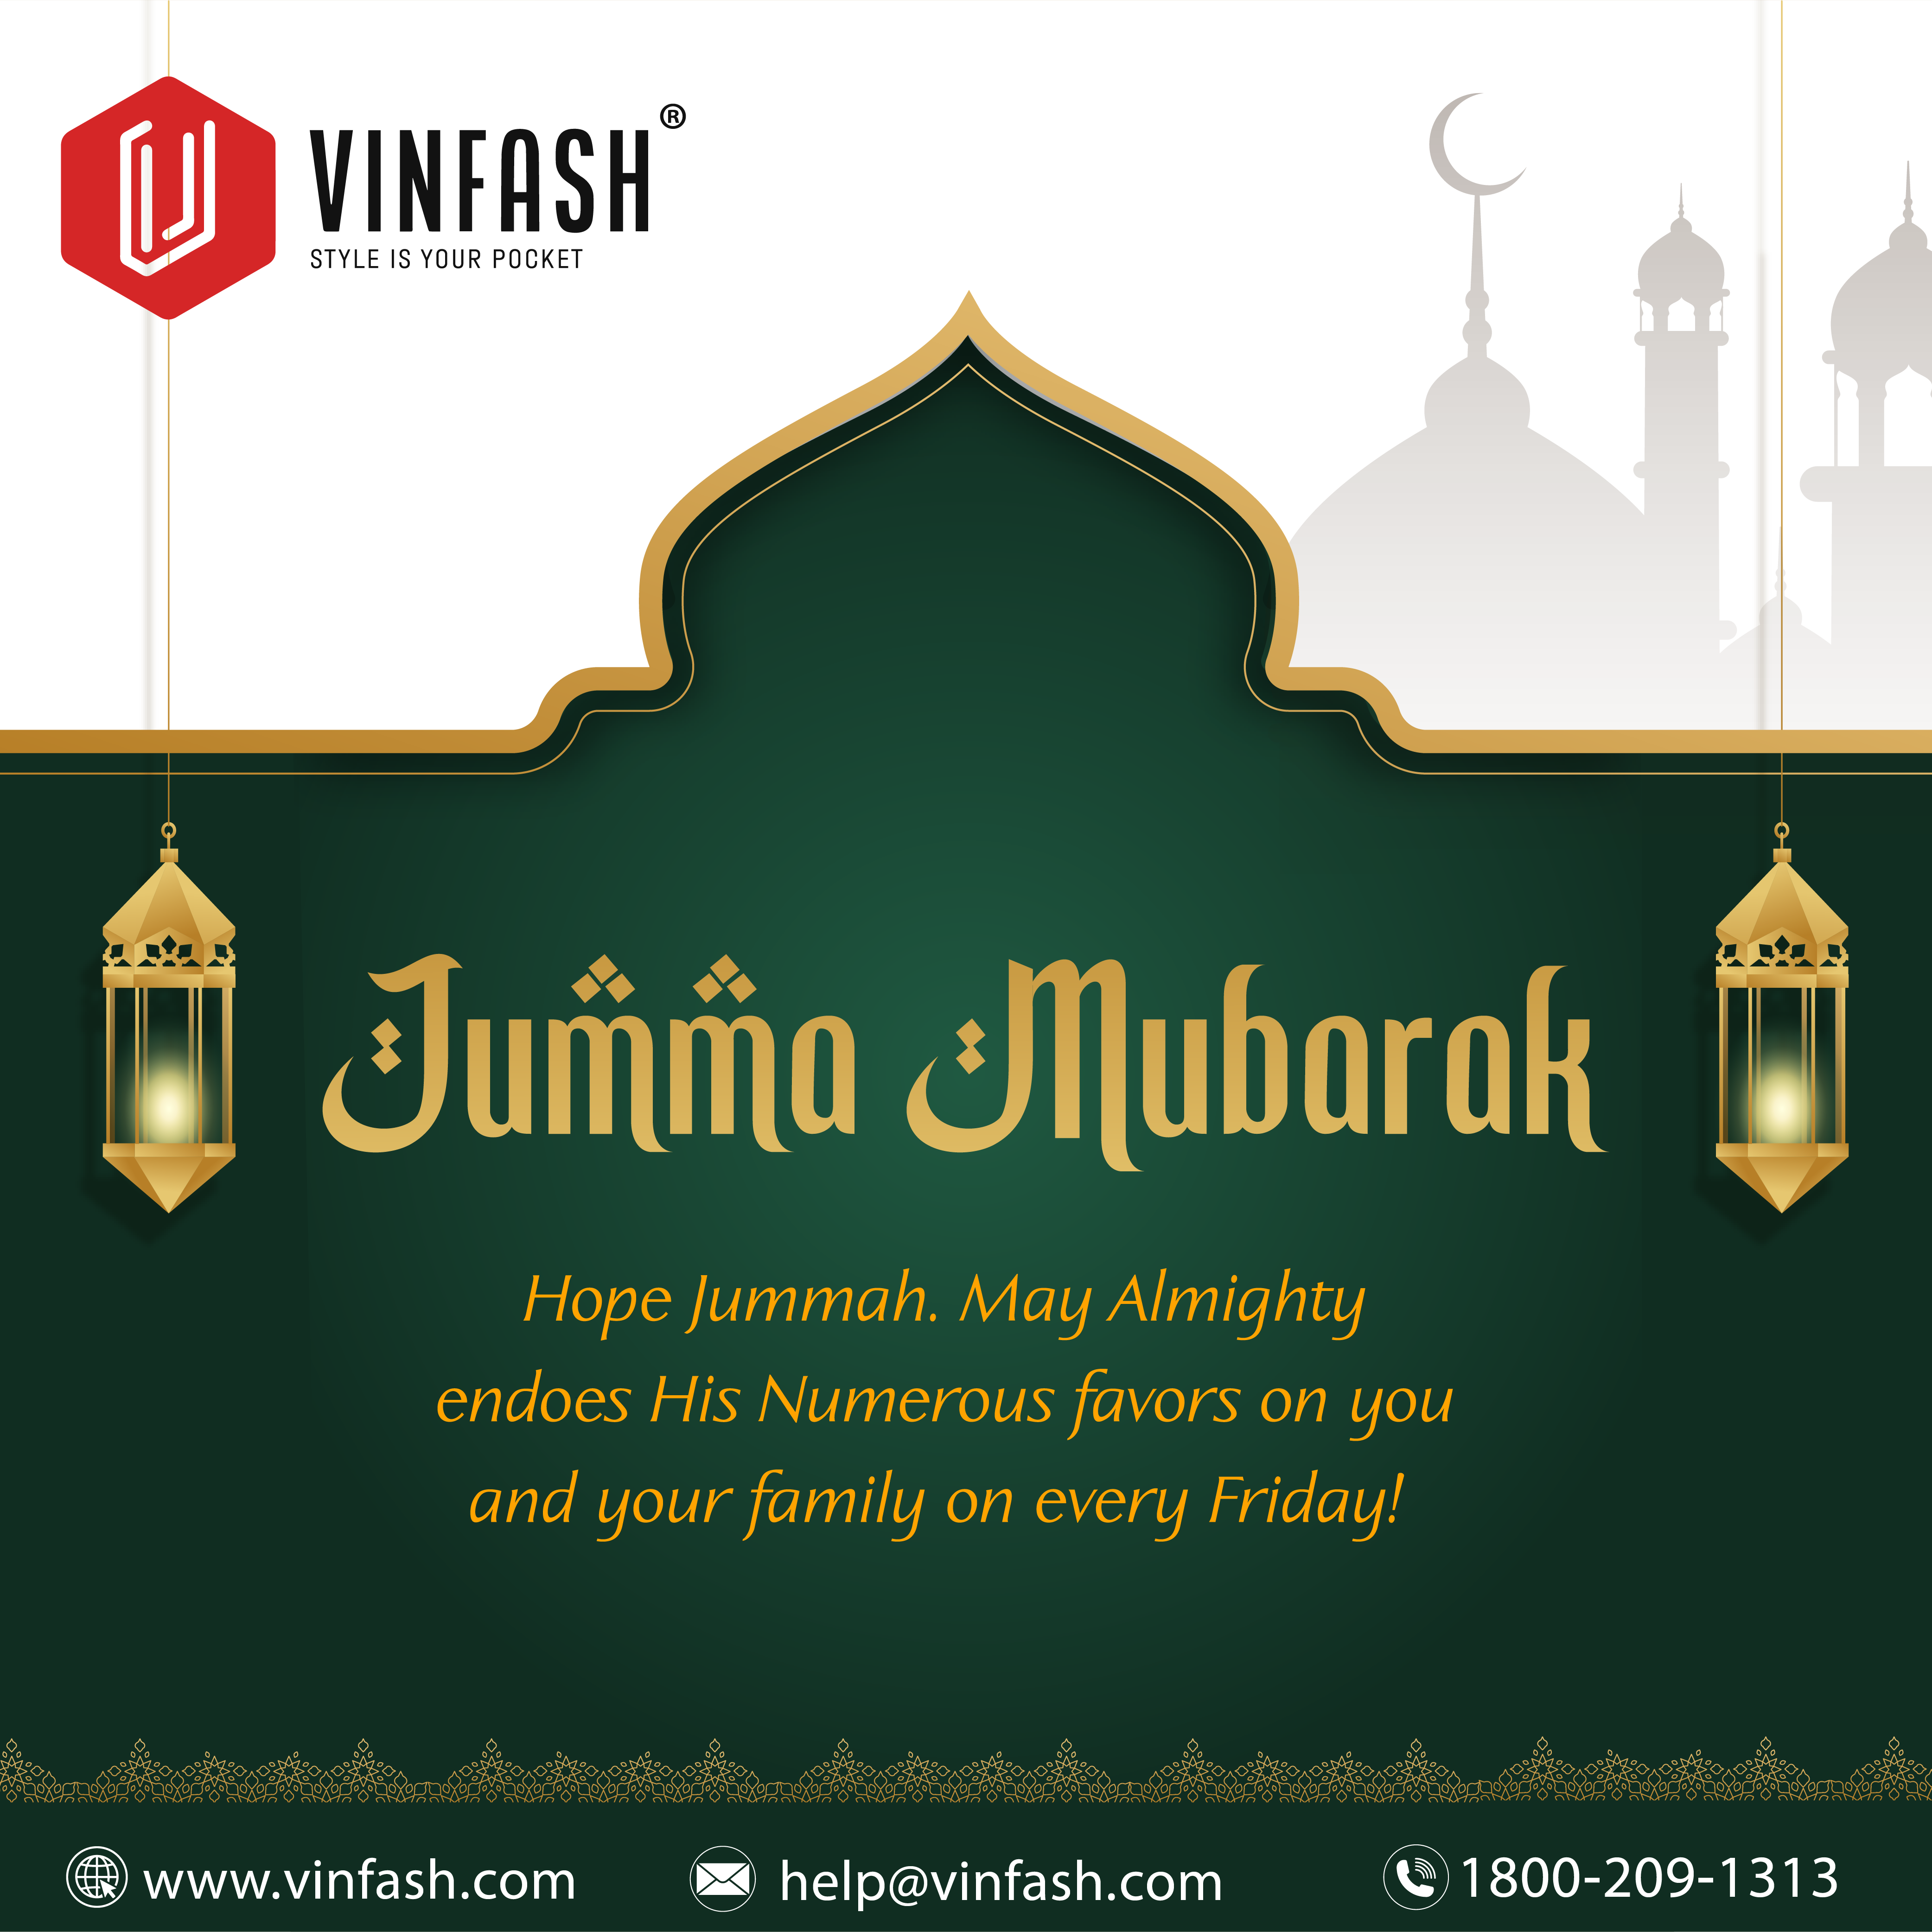 VINFASH®
STYLE IS YOUR POCKET
Jumma Mubarak
Hope Jummah. May Almighty
endoes His Numerous favors on you
and your family on every Friday!
www.vinfash.com
help@vinfash.com
1800-209-1313